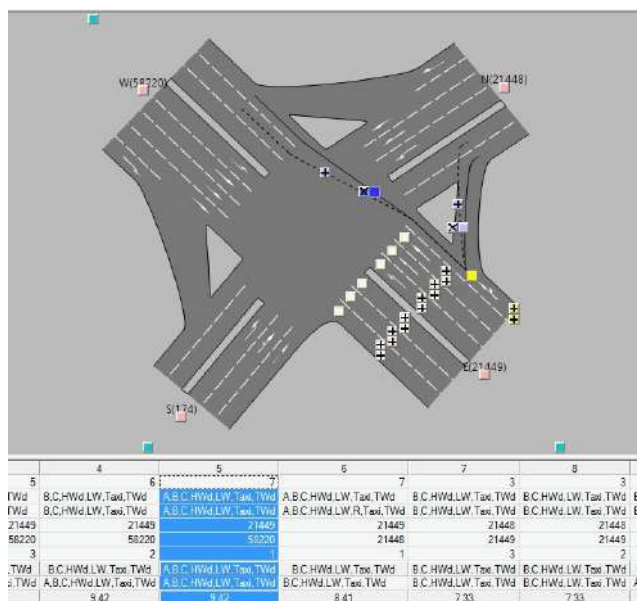 W(58220)
N(21448)
E(21449)
S(174)
4 5 6 7 8
5 6 7 7 3 3
TWd B,C,HWd,LW,Taxi,TWd A,B,C,HWd,LW,Taxi,TWd A,B,C,HWd,LW,Taxi,TWd B,C,HWd,LW,Taxi,TWd B,C,HWd,LW,Taxi,TWd
TWd B,C,HWd,LW,Taxi,TWd A,B,C,HWd,LW,Taxi,TWd A,B,C,HWd,LW,R,Taxi,TWd B,C,HWd,LW,Taxi,TWd B,C,HWd,LW,Taxi,TWd
21449 21449 21449 21449 21448 21448
58220 58220 58220 21448 21449 21449
3 2 1 1 3 2
TWd B,C,HWd,LW,Taxi,TWd A,B,C,HWd,LW,Taxi,TWd B,C,HWd,LW,Taxi,TWd B,C,HWd,LW,Taxi,TWd B,C,HWd,LW,Taxi,TWd
TWd A,B,C,HWd,LW,Taxi,TWd A,B,C,HWd,LW,Taxi,TWd B,C,HWd,LW,Taxi,TWd B,C,HWd,LW,Taxi,TWd B,C,HWd,LW,Taxi,TWd
9.42 9.42 8.41 7.33 7.33